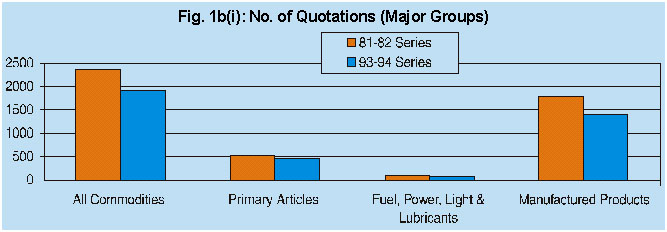 Fig. 1b(i): No. of Quotations (Major Groups)
81-82 Series
93-94 Series
2500
2000
1500
1000
500
0
All Commodities
Primary Articles
Fuel, Power, Light &
Lubricants
Manufactured Products